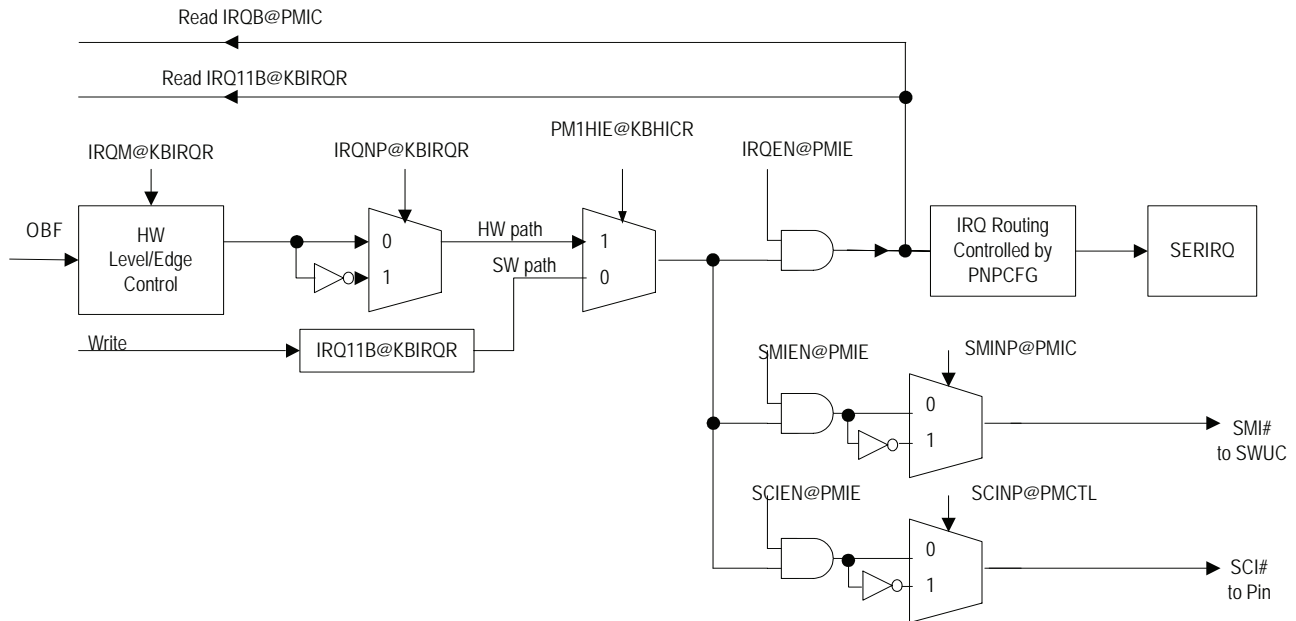 Read IRQB@PMIC
Read IRQ11B@KBIRQR
PM1HIE@KBHICR
IRQM@KBIRQR
IRQNP@KBIRQR
IRQEN@PMIE
OBF
HW
Level/Edge
Control
0
1
HW path
SW path
1
0
IRQ Routing
Controlled by
PNPCFG
SERIRQ
Write
IRQ11B@KBIRQR
SMIEN@PMIE
SMINP@PMIC
0
1
SMI#
to SWUC
SCIEN@PMIE
SCINP@PMCTL
0
1
SCI#
to Pin